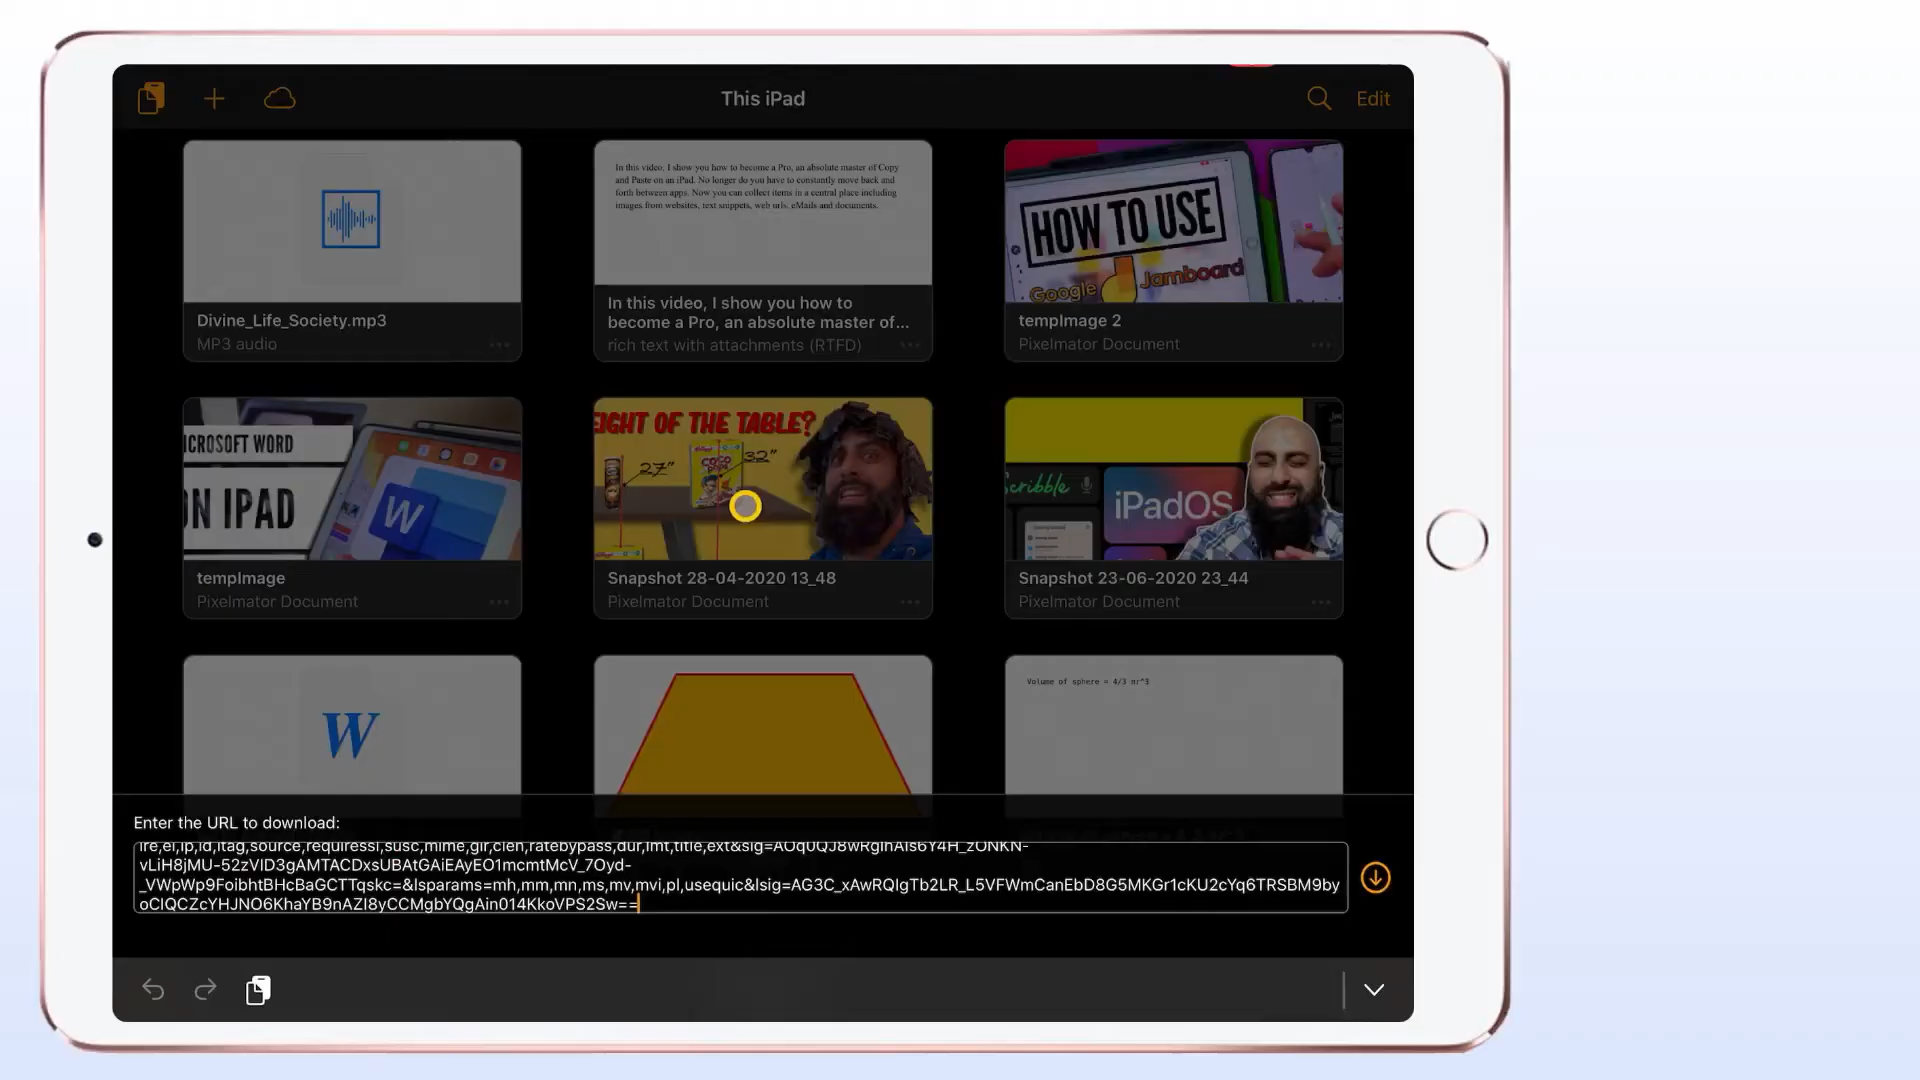 This iPad
Edit
In this video, I show you how to become a Pro, an absolute master of Copy
and Paste on an iPad. No longer do you have to constantly move back and
forth between apps. Now you can collect items in a central place including
images from websites, text snippets, web urls, eMails and documents.
HOW TO USE
Google Jamboard
Divine_Life_Society.mp3
MP3 audio
In this video, I show you how to
become a Pro, an absolute master of...
rich text with attachments (RTFD)
tempImage 2
Pixelmator Document
ICROSOFT WORD
ON IPAD
W
EIGHT OF THE TABLE?
27"
32"
COCO
Scribble
iPadOS
tempImage
Pixelmator Document
Snapshot 28-04-2020 13_48
Pixelmator Document
Snapshot 23-06-2020 23_44
Pixelmator Document
W
Volume of sphere = 4/3 πr^3
Enter the URL to download:
vLiH8jMU-52zVID3gAMTACDxsUBAtGAiEAyEO1mcmtMcV_7Oyd-
_VWpWp9FoibhtBHcBaGCTTqskc=&lsparams=mh,mm,mn,ms,mv,mvi,pl,usequic&lsig=AG3C_xAwRQIgTb2LR_L5VFWmCanEbD8G5MKGr1cKU2cYq6TRSBM9by
oCIQCZcYHJNO6KhaYB9nAZI8yCCMgbYQgAin014KkoVPS2Sw==